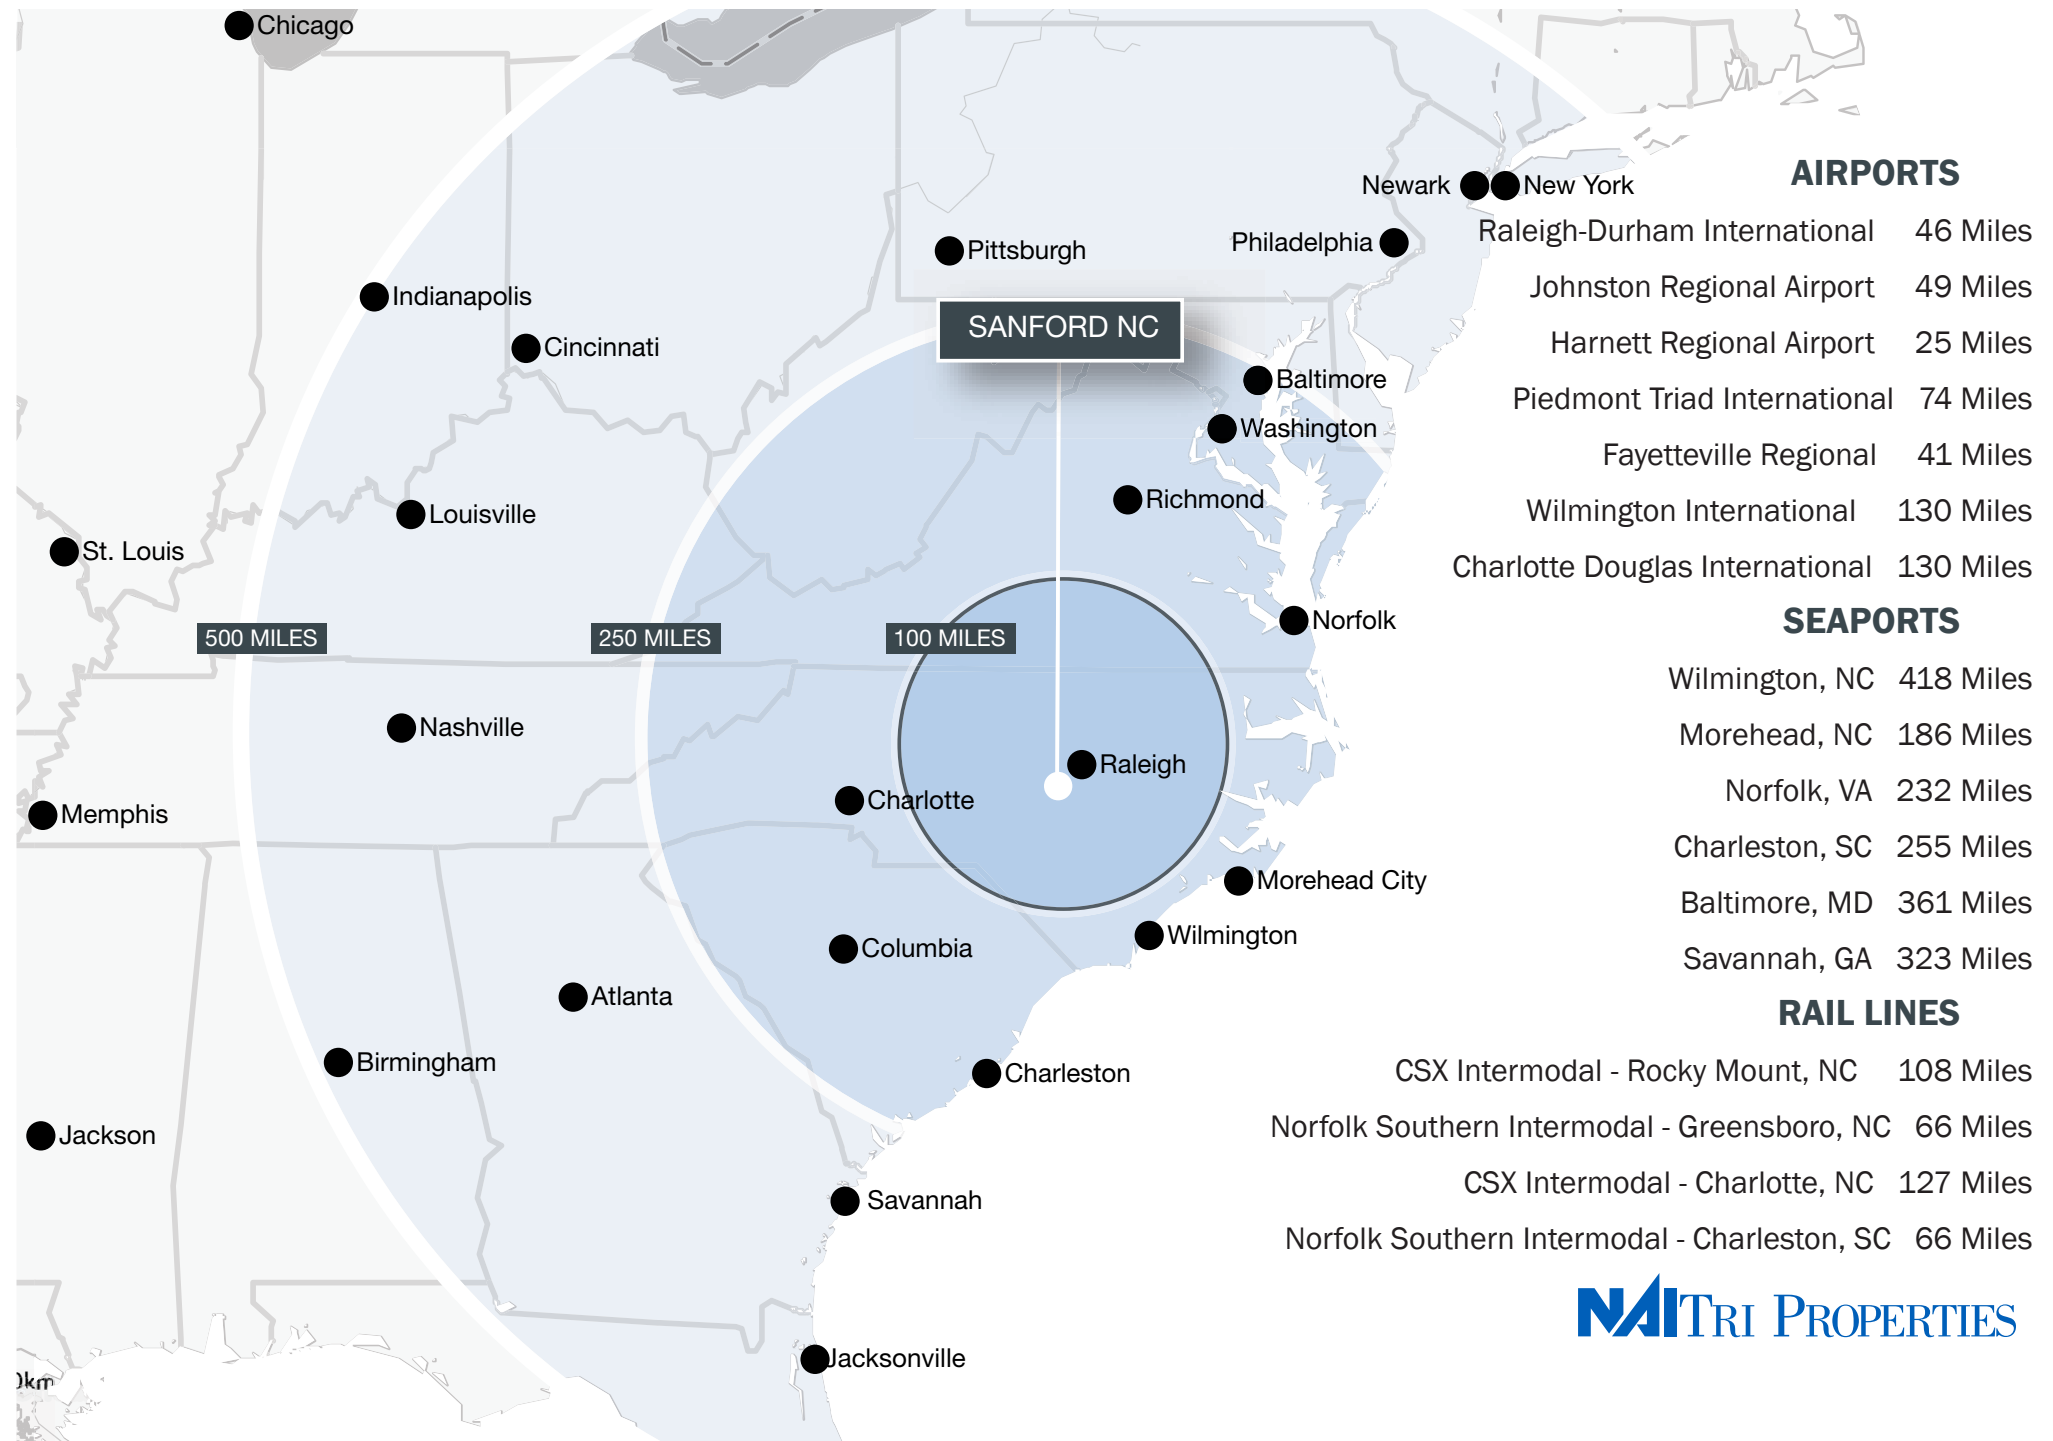 Chicago
Newark
New York
Philadelphia
Pittsburgh
Indianapolis
SANFORD NC
Cincinnati
Baltimore
Washington
Richmond
Louisville
St. Louis
Norfolk
500 MILES
250 MILES
100 MILES
Nashville
Raleigh
Charlotte
Memphis
Morehead City
Wilmington
Columbia
Atlanta
Birmingham
Charleston
Jackson
Savannah
Jacksonville
0km
AIRPORTS
Raleigh-Durham International 46 Miles
Johnston Regional Airport 49 Miles
Harnett Regional Airport 25 Miles
Piedmont Triad International 74 Miles
Fayetteville Regional 41 Miles
Wilmington International 130 Miles
Charlotte Douglas International 130 Miles
SEAPORTS
Wilmington, NC 418 Miles
Morehead, NC 186 Miles
Norfolk, VA 232 Miles
Charleston, SC 255 Miles
Baltimore, MD 361 Miles
Savannah, GA 323 Miles
RAIL LINES
CSX Intermodal - Rocky Mount, NC 108 Miles
Norfolk Southern Intermodal - Greensboro, NC 66 Miles
CSX Intermodal - Charlotte, NC 127 Miles
Norfolk Southern Intermodal - Charleston, SC 66 Miles
NAI TRI PROPERTIES